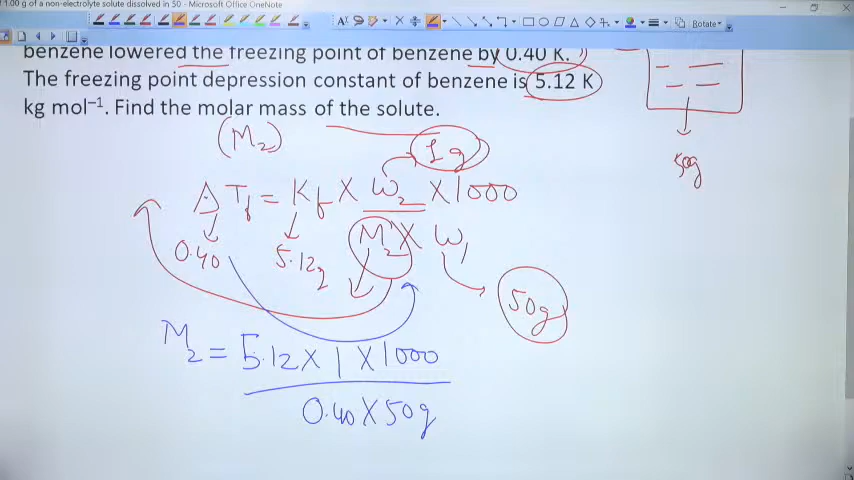 1.00 g of a non-electrolyte solute dissolved in 50 - Microsoft OneNote
Rotate
benzene lowered the freezing point of benzene by 0.40 K.
The freezing point depression constant of benzene is 5.12 K
kg mol⁻¹. Find the molar mass of the solute.
(M₂)
1g
50g
Δ Tf = Kf × W₂ × 1000
M₂ × W₁
0.40
5.12g
50g
M₂ = 5.12 × 1 × 1000
0.40 × 50g